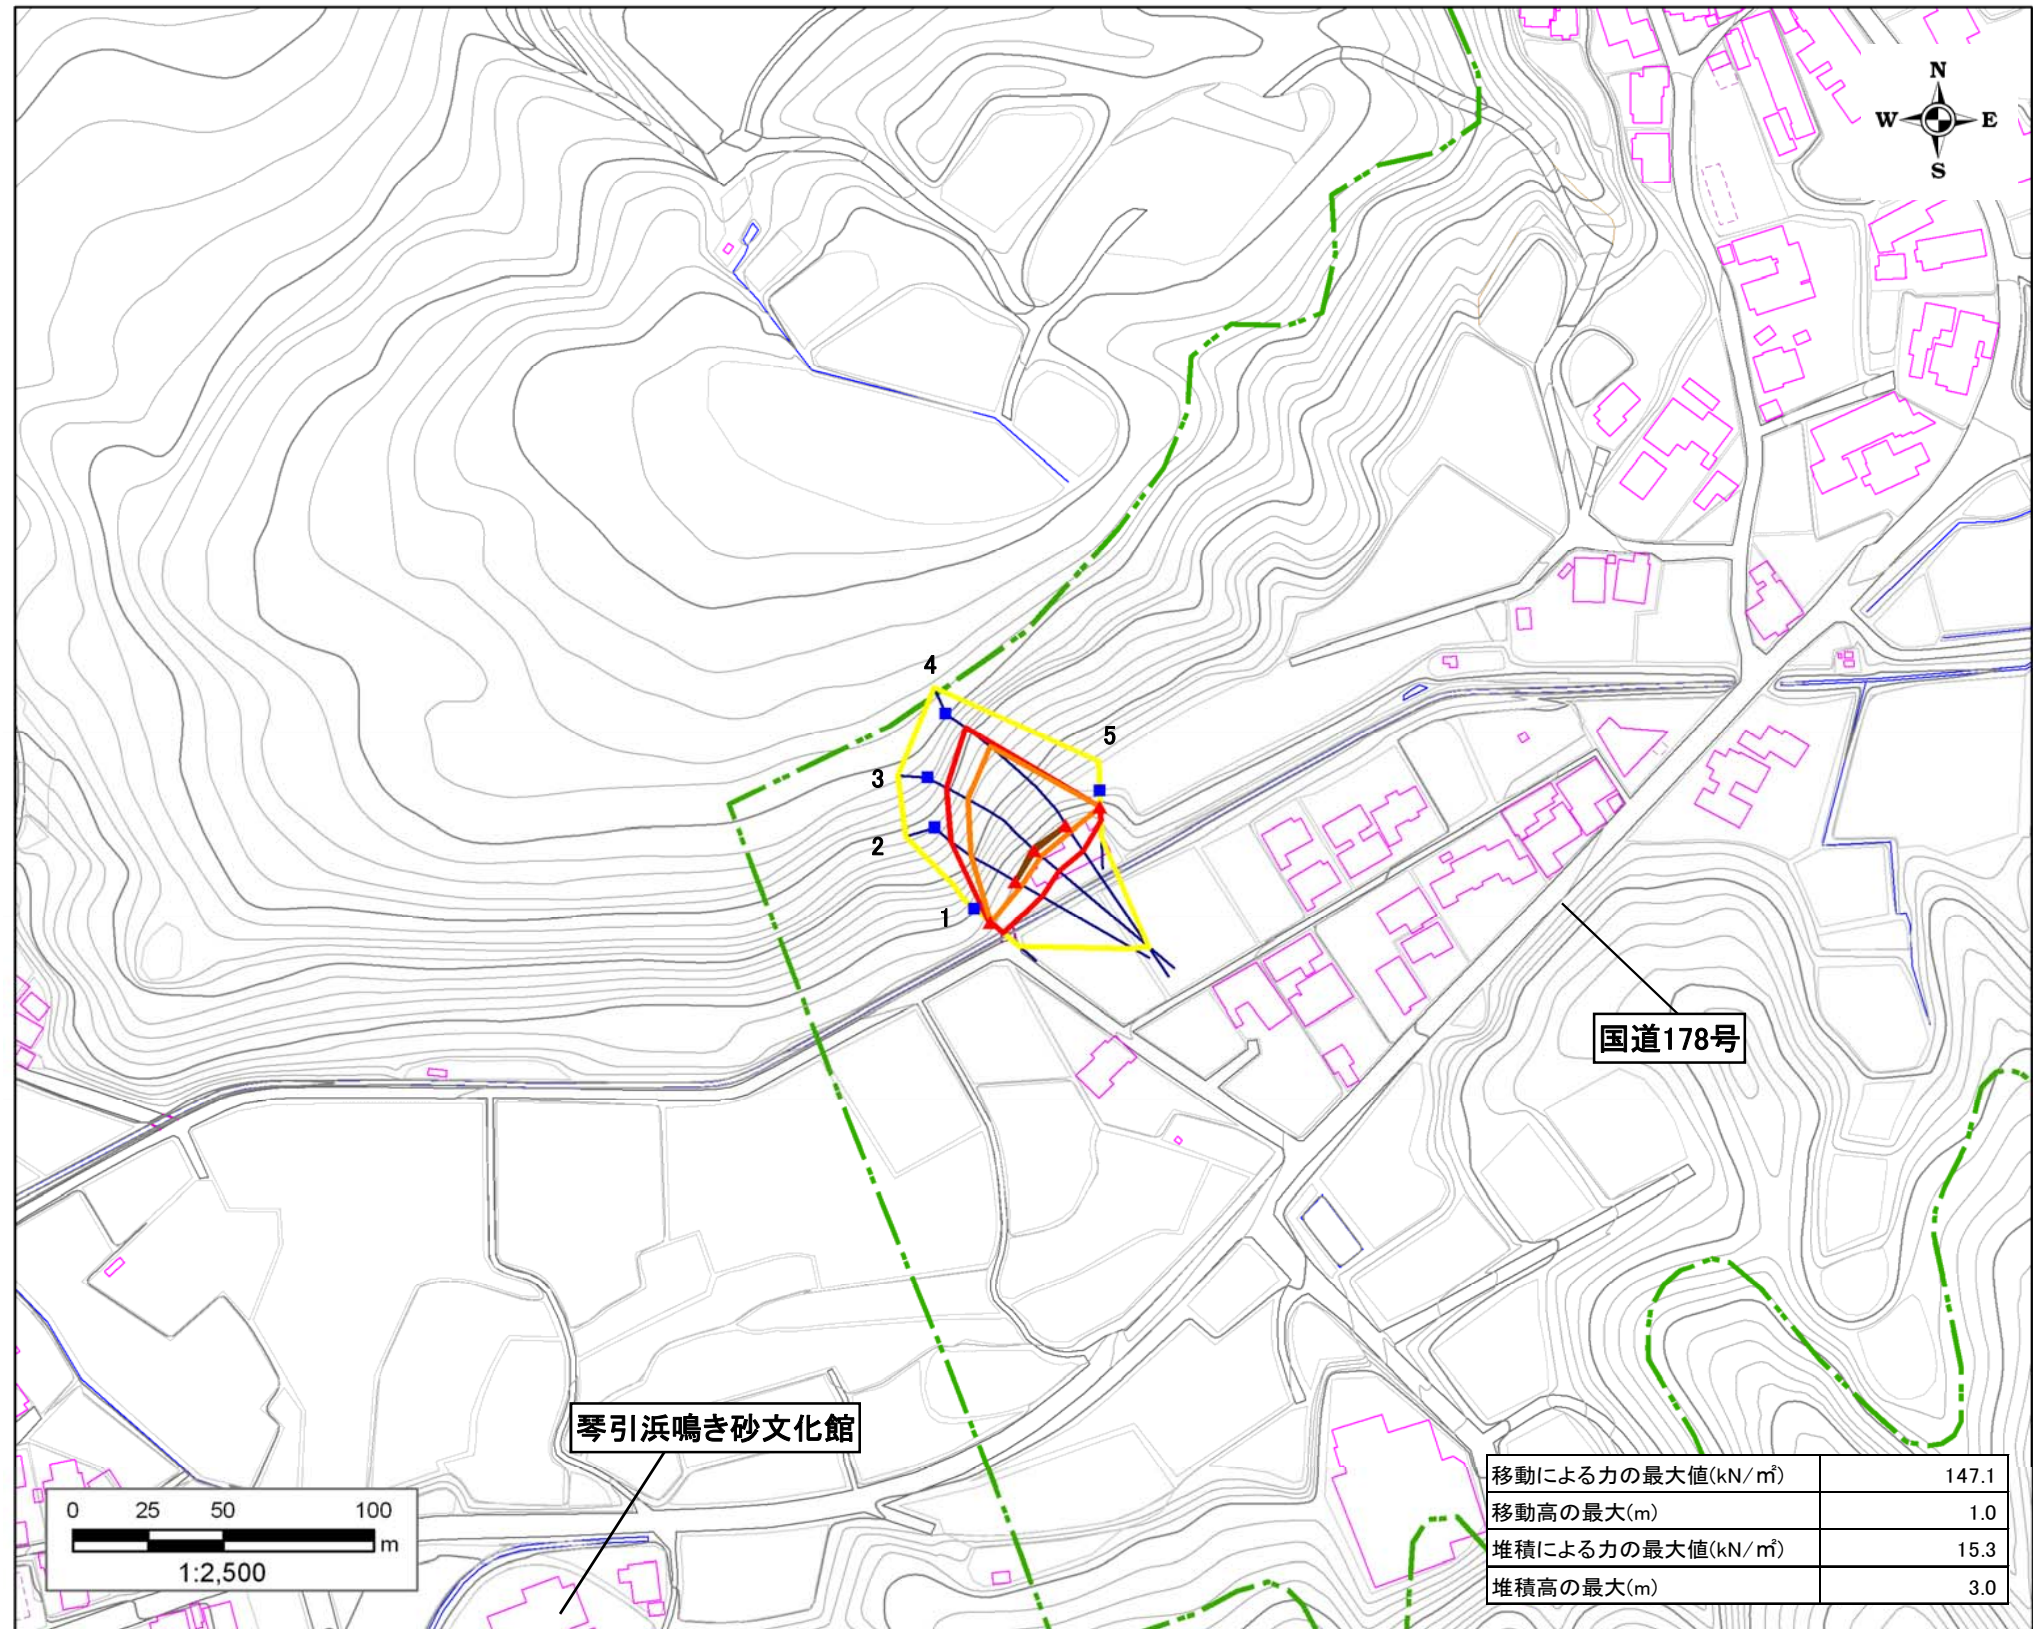 N
W E
S
4
5
3
2
1
国道178号
琴引浜鳴き砂文化館
0 25 50 100
m
1:2,500
移動による力の最大値(kN/㎡) 147.1
移動高の最大(m) 1.0
堆積による力の最大値(kN/㎡) 15.3
堆積高の最大(m) 3.0